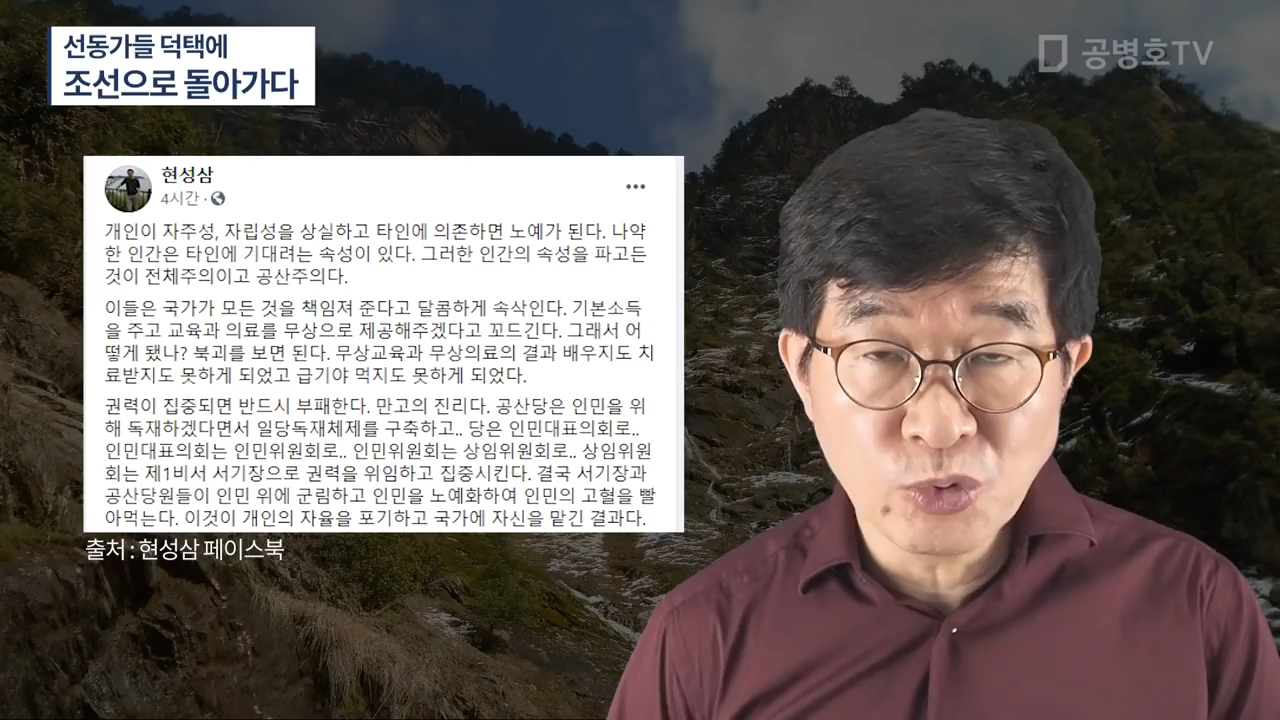 선동가들 덕택에
조선으로 돌아가다
공병호TV
현성삼
4시간 ·
개인이 자주성, 자립성을 상실하고 타인에 의존하면 노예가 된다. 나약
한 인간은 타인에 기대려는 속성이 있다. 그러한 인간의 속성을 파고든
것이 전체주의이고 공산주의다.
이들은 국가가 모든 것을 책임져 준다고 달콤하게 속삭인다. 기본소득
을 주고 교육과 의료를 무상으로 제공해주겠다고 꼬드긴다. 그래서 어
떻게 됐나? 북괴를 보면 된다. 무상교육과 무상의료의 결과 배우지도 치
료받지도 못하게 되었고 급기야 먹지도 못하게 되었다.
권력이 집중되면 반드시 부패한다. 만고의 진리다. 공산당은 인민을 위
해 독재하겠다면서 일당독재체제를 구축하고.. 당은 인민대표의회로..
인민대표의회는 인민위원회로.. 인민위원회는 상임위원회로.. 상임위원
회는 제1비서 서기장으로 권력을 위임하고 집중시킨다. 결국 서기장과
공산당원들이 인민 위에 군림하고 인민을 노예화하여 인민의 고혈을 빨
아먹는다. 이것이 개인의 자율을 포기하고 국가에 자신을 맡긴 결과다.
출처 : 현성삼 페이스북